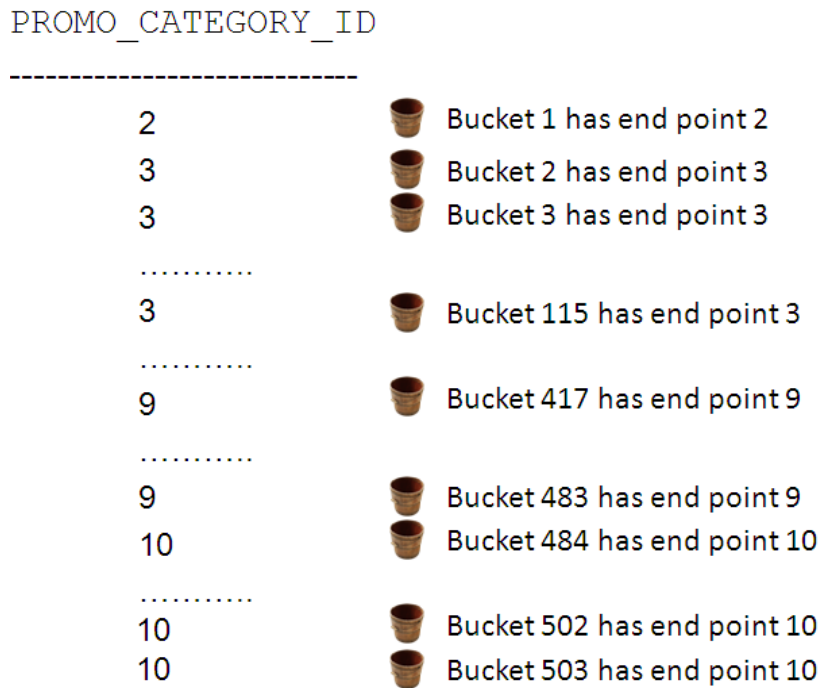 PROMO_CATEGORY_ID
-----------------------------
2 Bucket 1 has end point 2
3 Bucket 2 has end point 3
3 Bucket 3 has end point 3
...........
3 Bucket 115 has end point 3
...........
9 Bucket 417 has end point 9
...........
9 Bucket 483 has end point 9
10 Bucket 484 has end point 10
...........
10 Bucket 502 has end point 10
10 Bucket 503 has end point 10